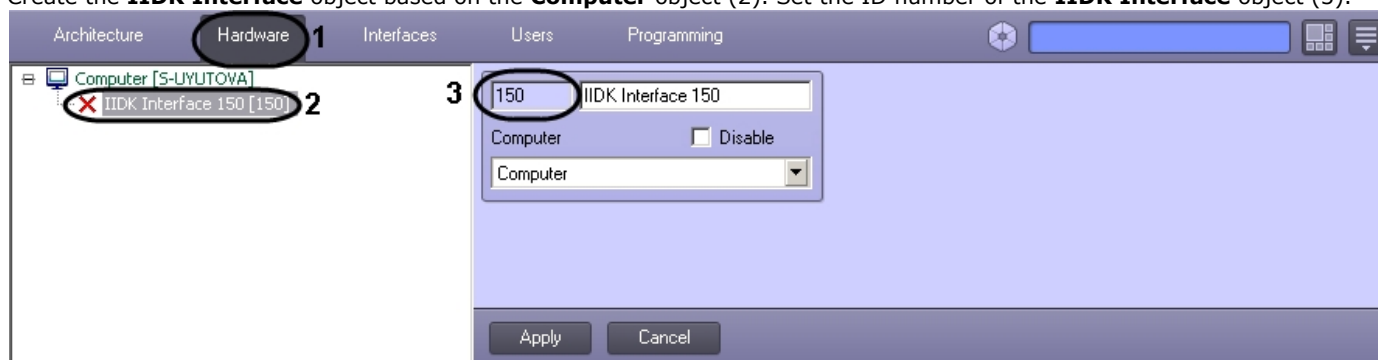 Create the IIDK Interface object based on the Computer object (2). Set the ID number of the IIDK Interface object (3).
Architecture Hardware 1 Interfaces Users Programming
Computer [S-UYUTOVA]
IIDK Interface 150 [150] 2
3 150 IIDK Interface 150
Computer Disable
Computer
Apply Cancel